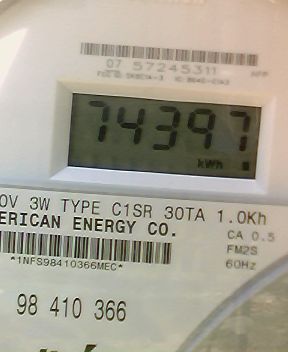 07 57245311
74397
kWh
0V 3W TYPE C1SR 30TA 1.0Kh
ERICAN ENERGY CO.
CA 0.5
FM2S
60Hz
*1NFS98410366MEC*
98 410 366